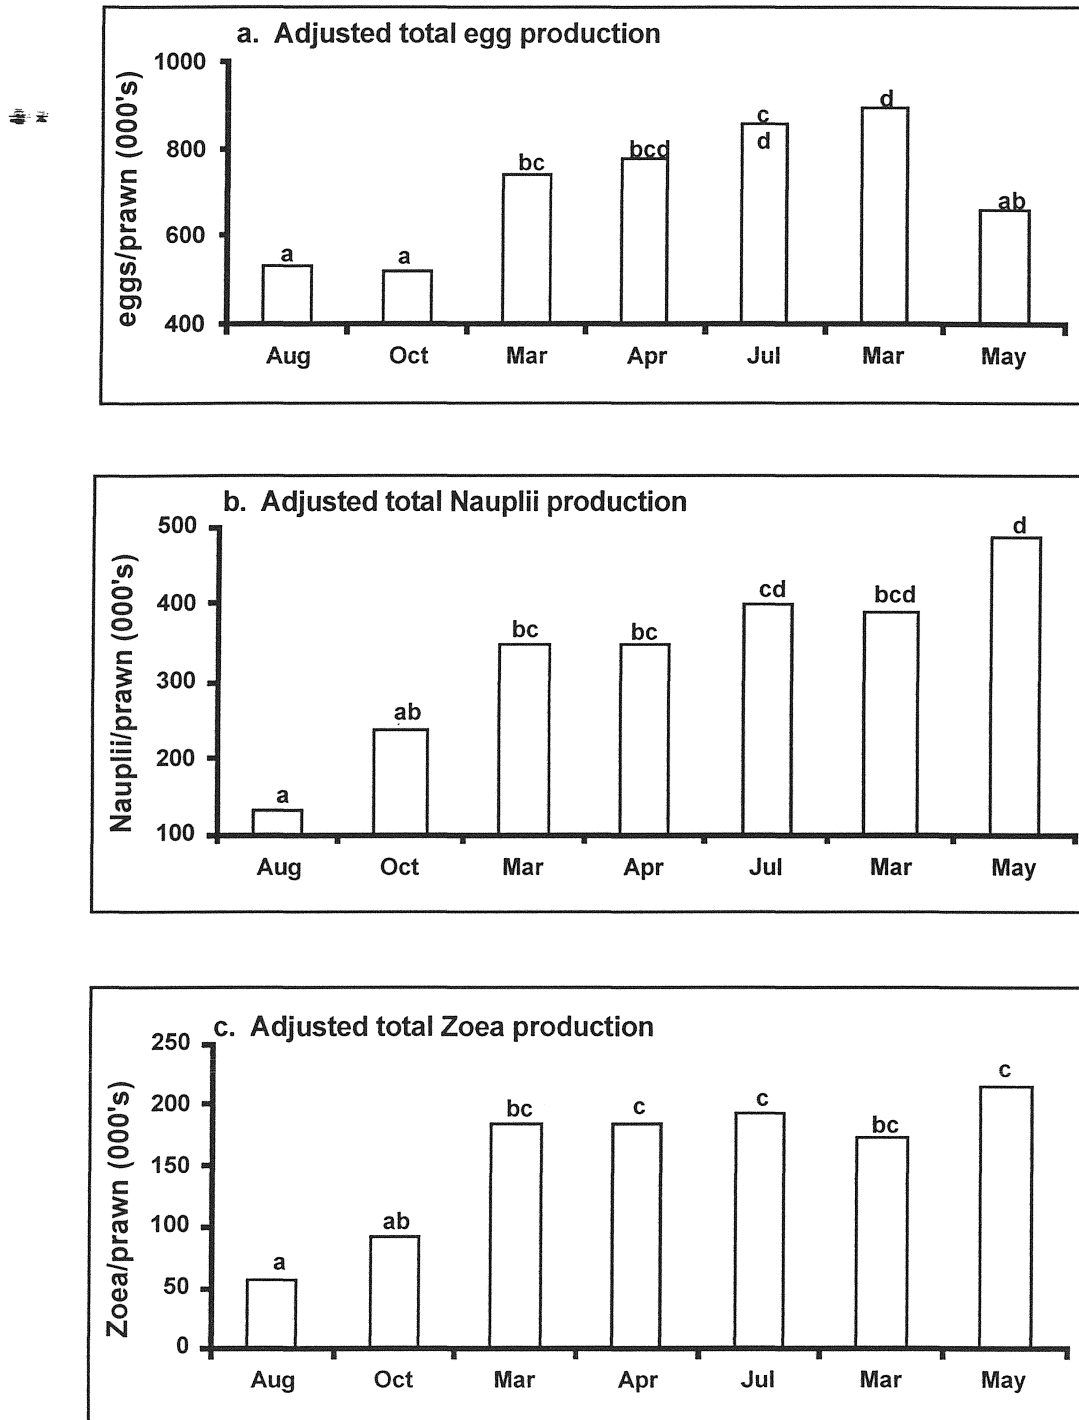 a. Adjusted total egg production
eggs/prawn (000's)
1000
800
600
400
a
a
bc
bcd
c
d
d
ab
Aug Oct Mar Apr Jul Mar May
b. Adjusted total Nauplii production
Nauplii/prawn (000's)
500
400
300
200
100
a
ab
bc
bc
cd
bcd
d
Aug Oct Mar Apr Jul Mar May
c. Adjusted total Zoea production
Zoea/prawn (000's)
250
200
150
100
50
0
a
ab
bc
c
c
bc
c
Aug Oct Mar Apr Jul Mar May